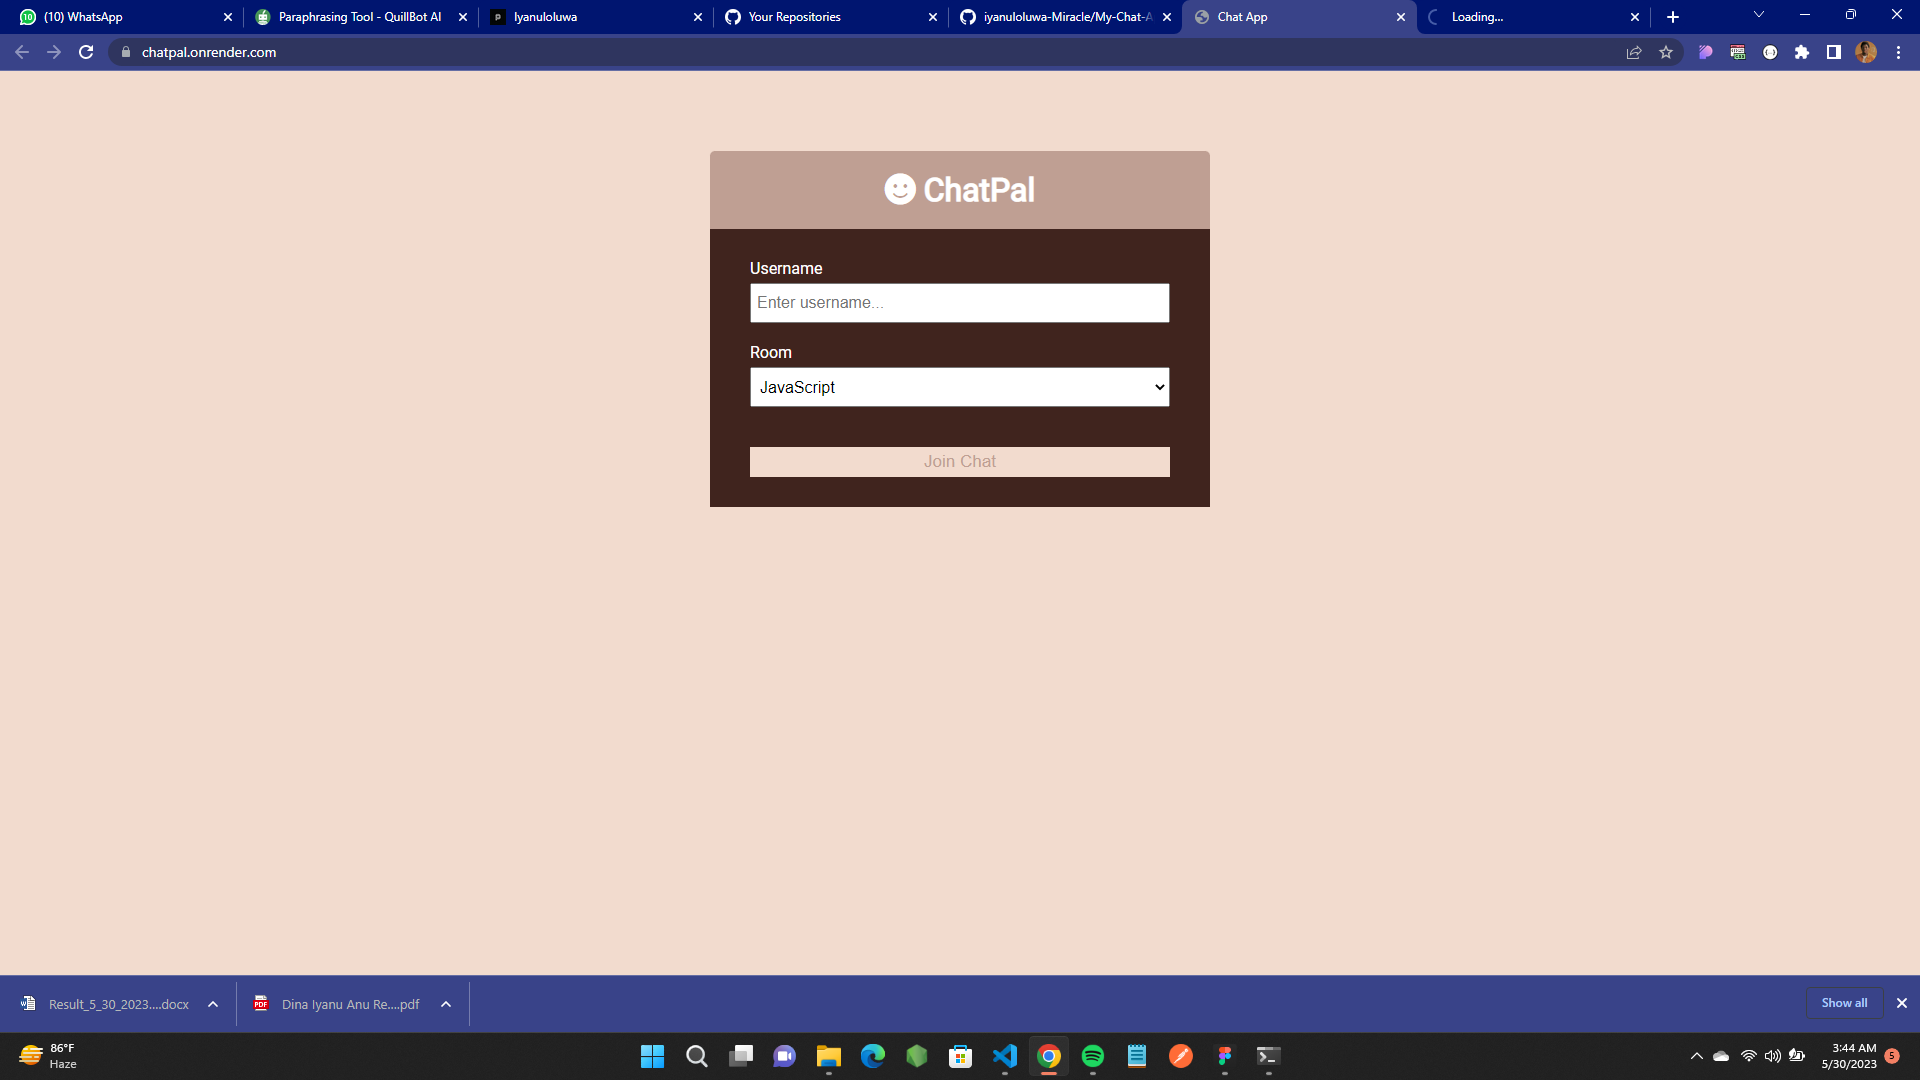 (10) WhatsApp
Paraphrasing Tool - QuillBot AI
Iyanuloluwa
Your Repositories
iyanuloluwa-Miracle/My-Chat-A
Chat App
Loading...
chatpal.onrender.com
ChatPal
Username
Enter username...
Room
JavaScript
Join Chat
Result_5_30_2023....docx
Dina Iyanu Anu Re....pdf
Show all
86°F
Haze
3:44 AM
5/30/2023
5